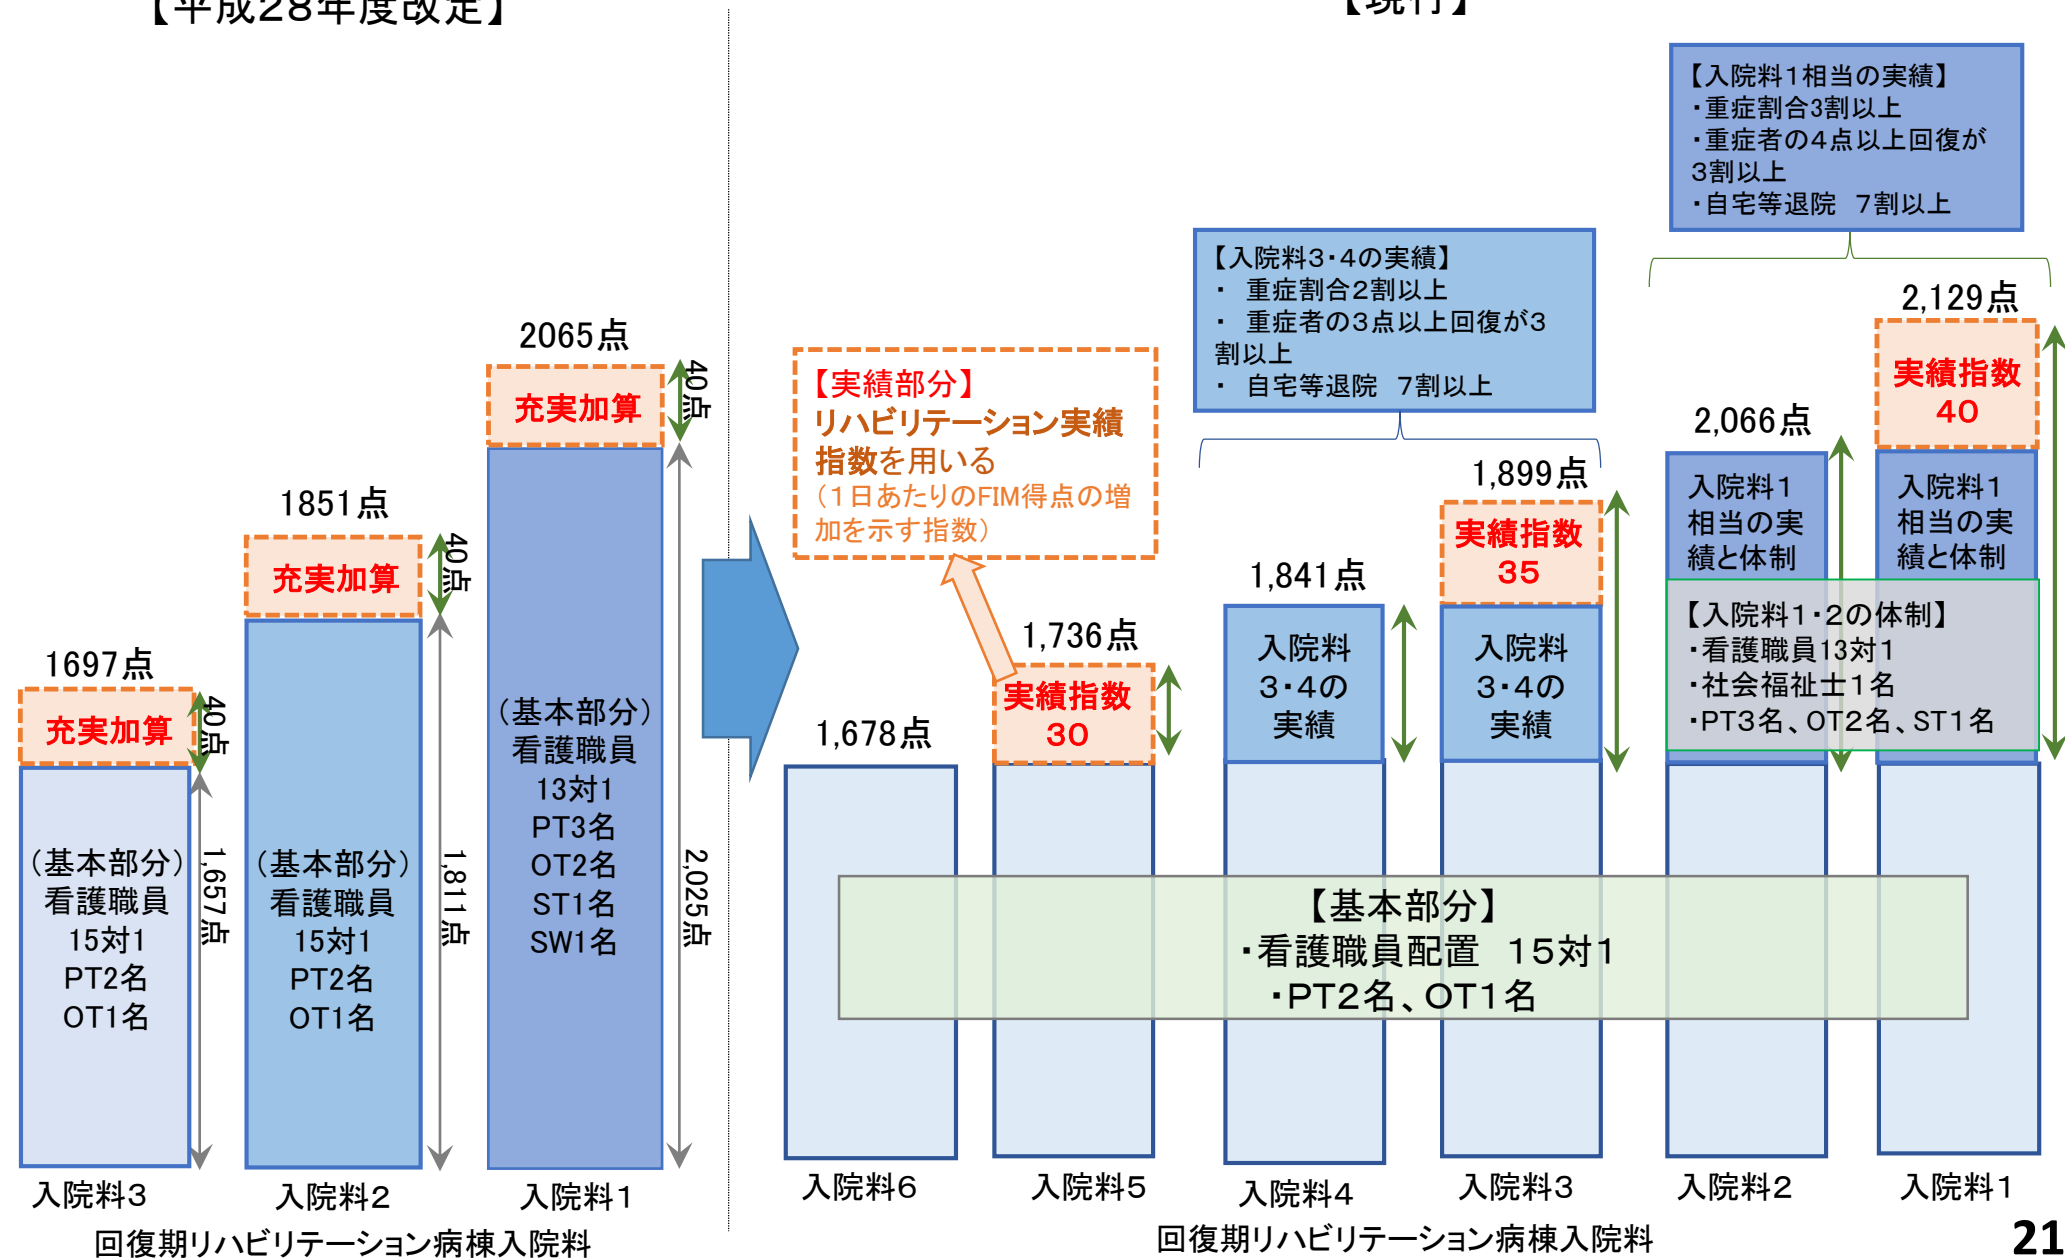 【平成28年度改定】
2065点
充実加算
40点
1851点
充実加算
40点
1697点
充実加算
40点
(基本部分)
看護職員
15対1
PT2名
OT1名
1,657点
(基本部分)
看護職員
15対1
PT2名
OT1名
1,811点
(基本部分)
看護職員
13対1
PT3名
OT2名
ST1名
SW1名
2,025点
入院料3
入院料2
入院料1
回復期リハビリテーション病棟入院料
【現行】
【入院料1相当の実績】
・重症割合3割以上
・重症者の4点以上回復が
3割以上
・自宅等退院　7割以上
【入院料3・4の実績】
・ 重症割合2割以上
・ 重症者の3点以上回復が3
割以上
・ 自宅等退院　7割以上
【実績部分】
リハビリテーション実績
指数を用いる
(1日あたりのFIM得点の増
加を示す指数)
2,129点
実績指数
40
2,066点
入院料1
相当の実
績と体制
入院料1
相当の実
績と体制
1,899点
実績指数
35
1,841点
入院料
3・4の
実績
入院料
3・4の
実績
1,736点
実績指数
30
1,678点
【入院料1・2の体制】
・看護職員13対1
・社会福祉士1名
・PT3名、OT2名、ST1名
【基本部分】
・看護職員配置　15対1
・PT2名、OT1名
入院料6
入院料5
入院料4
入院料3
入院料2
入院料1
回復期リハビリテーション病棟入院料
21